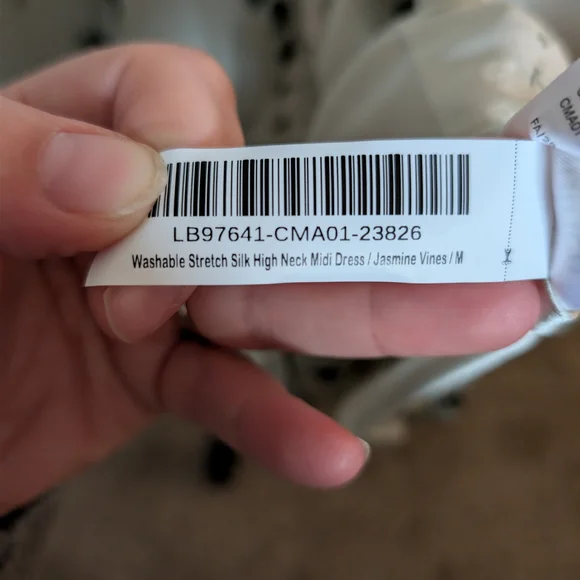 LB97641-CMA01-23826
Washable Stretch Silk High Neck Midi Dress / Jasmine Vines / M